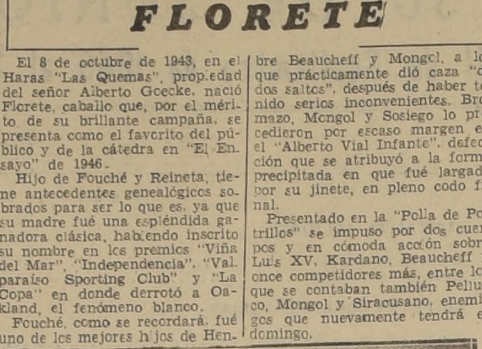 FLORETE
El 8 de octubre de 1943, en el
Haras "Las Quemas", propiedad
del señor Alberto Goecke, nació
Florete, caballo que, por el méri-
to de su brillante campaña, se
presenta como el favorito del pú-
blico y de la cátedra en "El En-
sayo" de 1946.
Hijo de Fouché y Reineta, tie-
ne antecedentes genealógicos so-
brados para ser lo que es, ya que
su madre fué una espléndida ga-
nadora clásica, habiendo inscrito
su nombre en los premios "Viña
del Mar", "Independencia", "Val.
paraíso Sporting Club" y "La
Copa" en donde derrotó a Oa-
kland, el fenómeno blanco.
Fouché, como se recordará, fué
uno de los mejores hijos de Hen-
bre Beaucheff y Mongol, a lo
que prácticamente dió caza "
dos saltos", después de haber te
nido serios inconvenientes. Bro
mazo, Mongol y Sosiego lo pr
cedieron por escaso margen e
el "Alberto Vial Infante", defec
ción que se atribuyó a la form
precipitada en que fué largad
por su jinete, en pleno codo f
nal.
Presentado en la "Polla de Po
trillos" se impuso por dos cuer
pos y en cómoda acción sobr
Luis XV, Kardano, Beaucheff
once competidores más, entre lo
que se contaban también Pellu
co, Mongol y Siracusano, enemi
gos que nuevamente tendrá e
domingo.